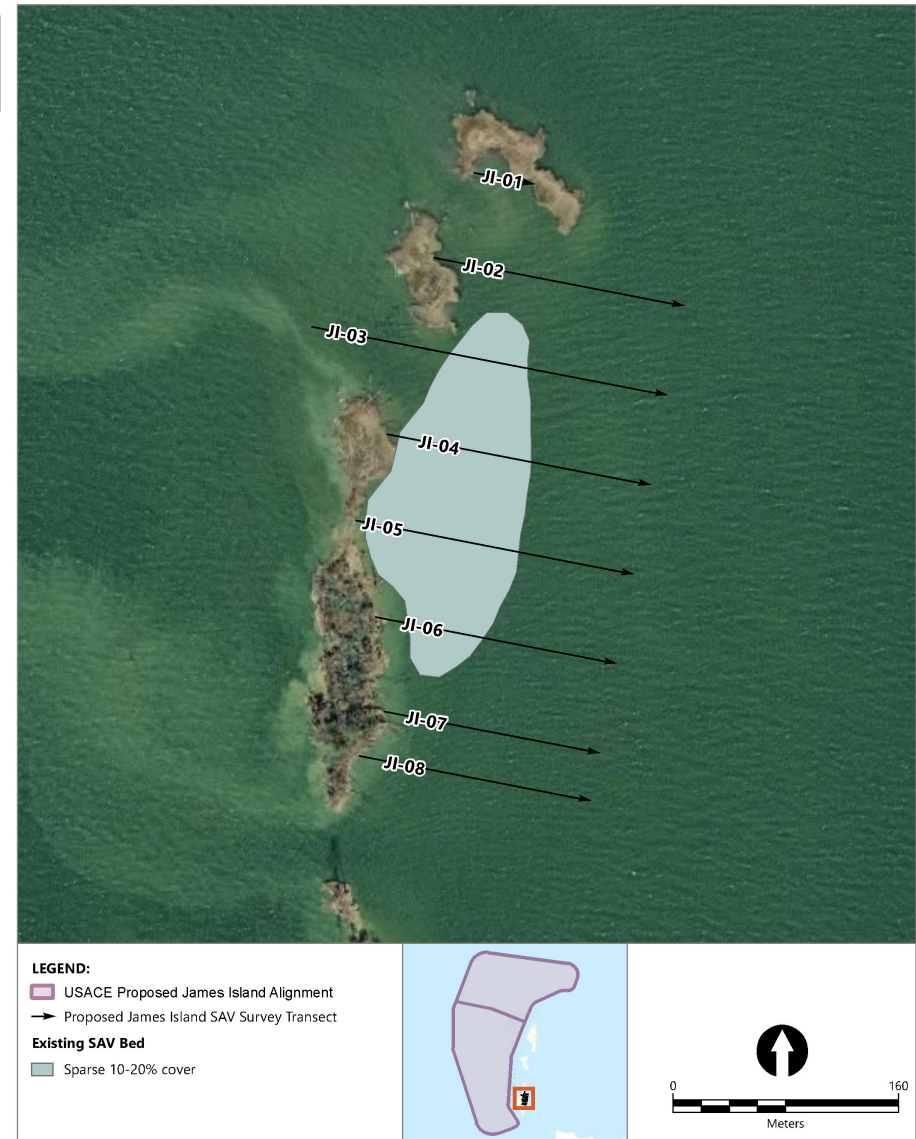 JI-01
JI-02
JI-03
JI-04
JI-05
JI-06
JI-07
JI-08
LEGEND:
USACE Proposed James Island Alignment
Proposed James Island SAV Survey Transect
Existing SAV Bed
Sparse 10-20% cover
0 160
Meters